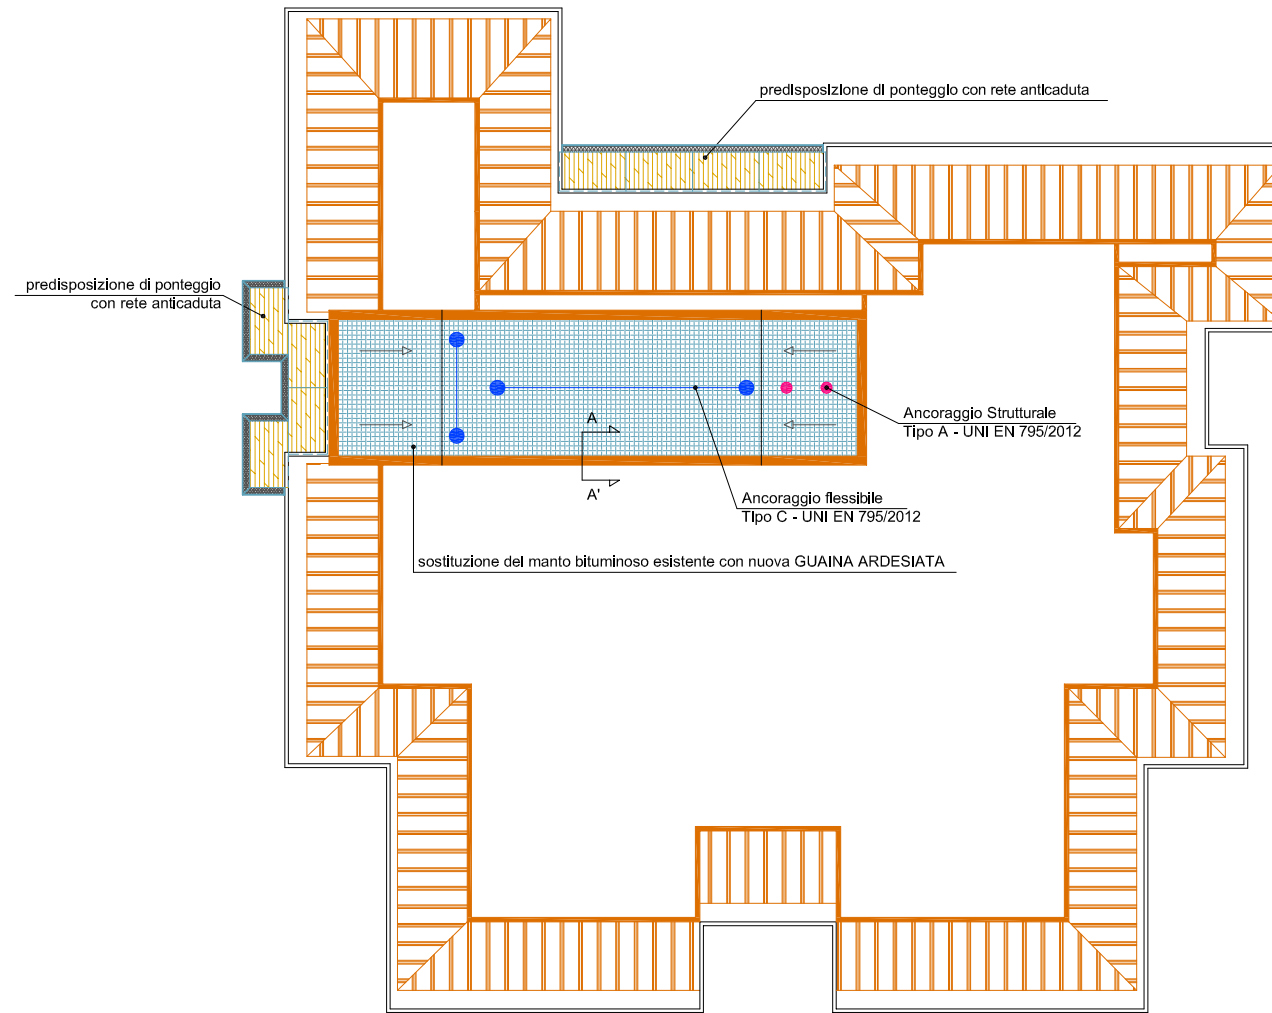 predisposizione di ponteggio con rete anticaduta
predisposizione di ponteggio
con rete anticaduta
Ancoraggio Strutturale
Tipo A - UNI EN 795/2012
A
A'
Ancoraggio flessibile
Tipo C - UNI EN 795/2012
sostituzione del manto bituminoso esistente con nuova GUAINA ARDESIATA